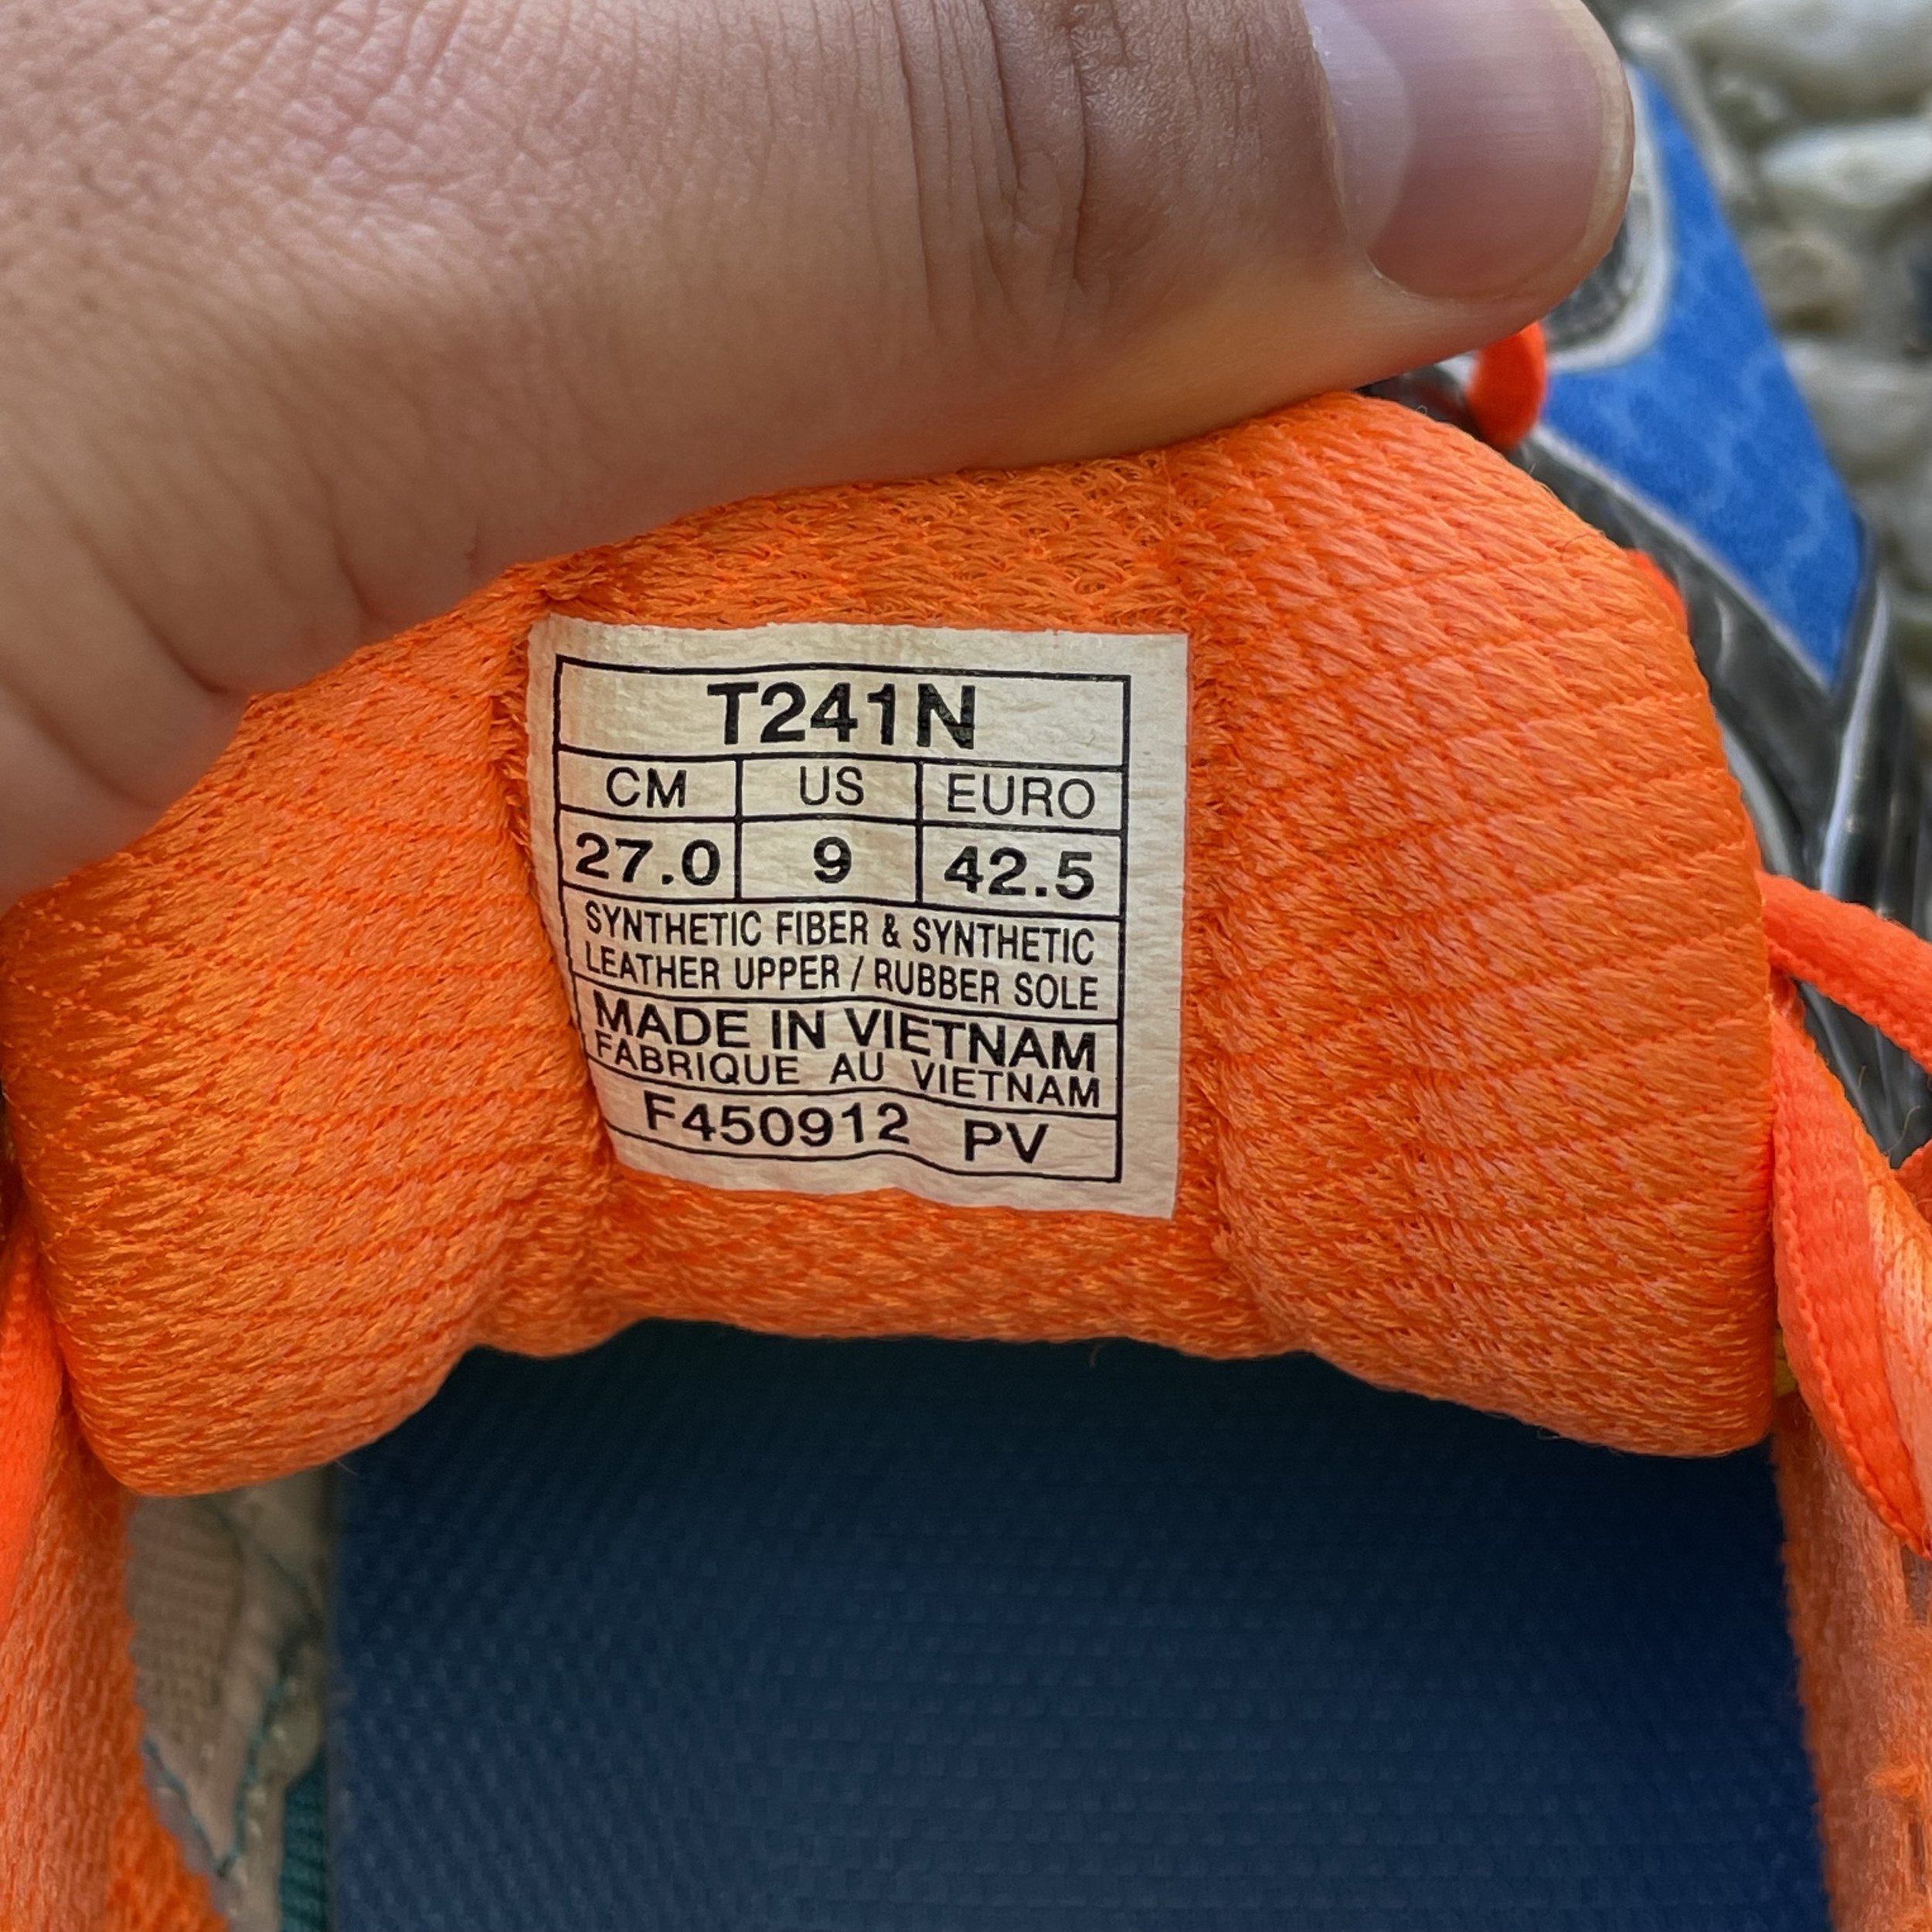 T241N
CM US EURO
27.0 9 42.5
SYNTHETIC FIBER & SYNTHETIC
LEATHER UPPER / RUBBER SOLE
MADE IN VIETNAM
FABRIQUE AU VIETNAM
F450912 PV